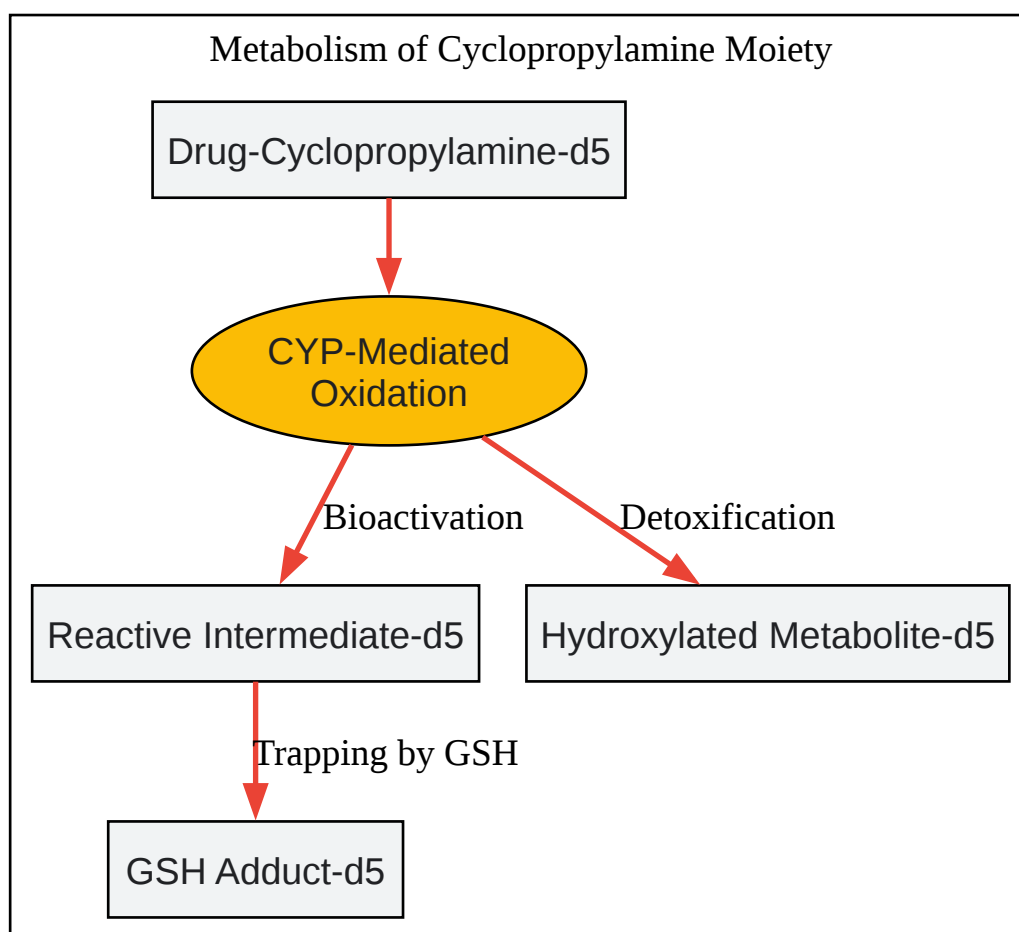 Metabolism of Cyclopropylamine Moiety
Drug-Cyclopropylamine-d5
CYP-Mediated
Oxidation
Bioactivation
Detoxification
Reactive Intermediate-d5
Hydroxylated Metabolite-d5
Trapping by GSH
GSH Adduct-d5